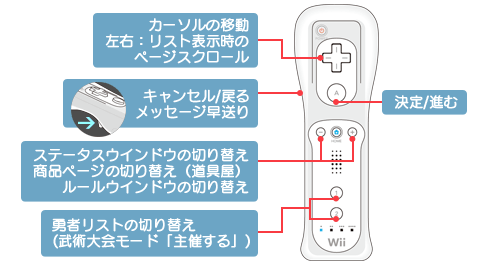 カーソルの移動
左右：リスト表示時の
ページスクロール
キャンセル/戻る
メッセージ早送り
決定/進む
ステータスウインドウの切り替え
商品ページの切り替え（道具屋）
ルールウインドウの切り替え
勇者リストの切り替え
（武術大会モード「主催する」）
A
HOME
1
2
Wii